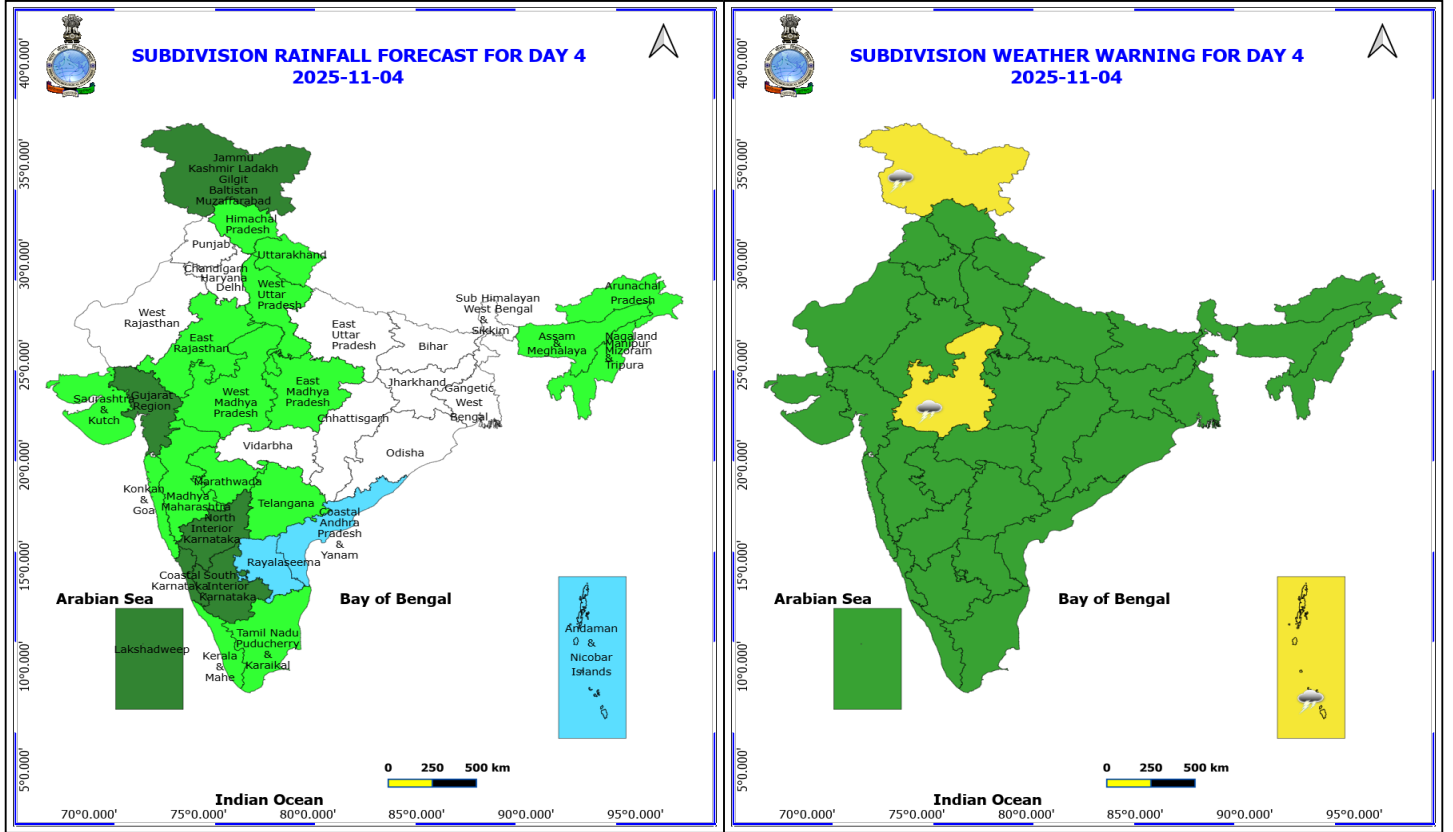 SUBDIVISION RAINFALL FORECAST FOR DAY 4
2025-11-04
40°0.000'
35°0.000'
30°0.000'
25°0.000'
20°0.000'
15°0.000'
10°0.000'
5°0.000'
Jammu
Kashmir Ladakh
Gilgit
Baltistan
Muzaffarabad
Himachal
Pradesh
Punjab
Uttarakhand
Chandigarh
Haryana
Delhi
West
Uttar
Pradesh
West
Rajasthan
East
Rajasthan
East
Uttar
Pradesh
Bihar
Sub Himalayan
West Bengal
&
Sikkim
Arunachal
Pradesh
Assam
&
Meghalaya
Nagaland
Manipur
Mizoram
&
Tripura
Saurashtra
&
Kutch
Gujarat
Region
West
Madhya
Pradesh
East
Madhya
Pradesh
Jharkhand
Gangetic
West
Bengal
Chhattisgarh
Vidarbha
Odisha
Konkan
&
Goa
Madhya
Maharashtra
Marathwada
Telangana
North
Interior
Karnataka
Coastal
Andhra
Pradesh
&
Yanam
Rayalaseema
Coastal
Karnataka
South
Interior
Karnataka
Arabian Sea
Bay of Bengal
Lakshadweep
Kerala
&
Mahe
Tamil Nadu
Puducherry
&
Karaikal
Andaman
&
Nicobar
Islands
0 250 500 km
Indian Ocean
70°0.000' 75°0.000' 80°0.000' 85°0.000' 90°0.000' 95°0.000'
SUBDIVISION WEATHER WARNING FOR DAY 4
2025-11-04
40°0.000'
35°0.000'
30°0.000'
25°0.000'
20°0.000'
15°0.000'
10°0.000'
5°0.000'
Arabian Sea
Bay of Bengal
0 250 500 km
Indian Ocean
70°0.000' 75°0.000' 80°0.000' 85°0.000' 90°0.000' 95°0.000'